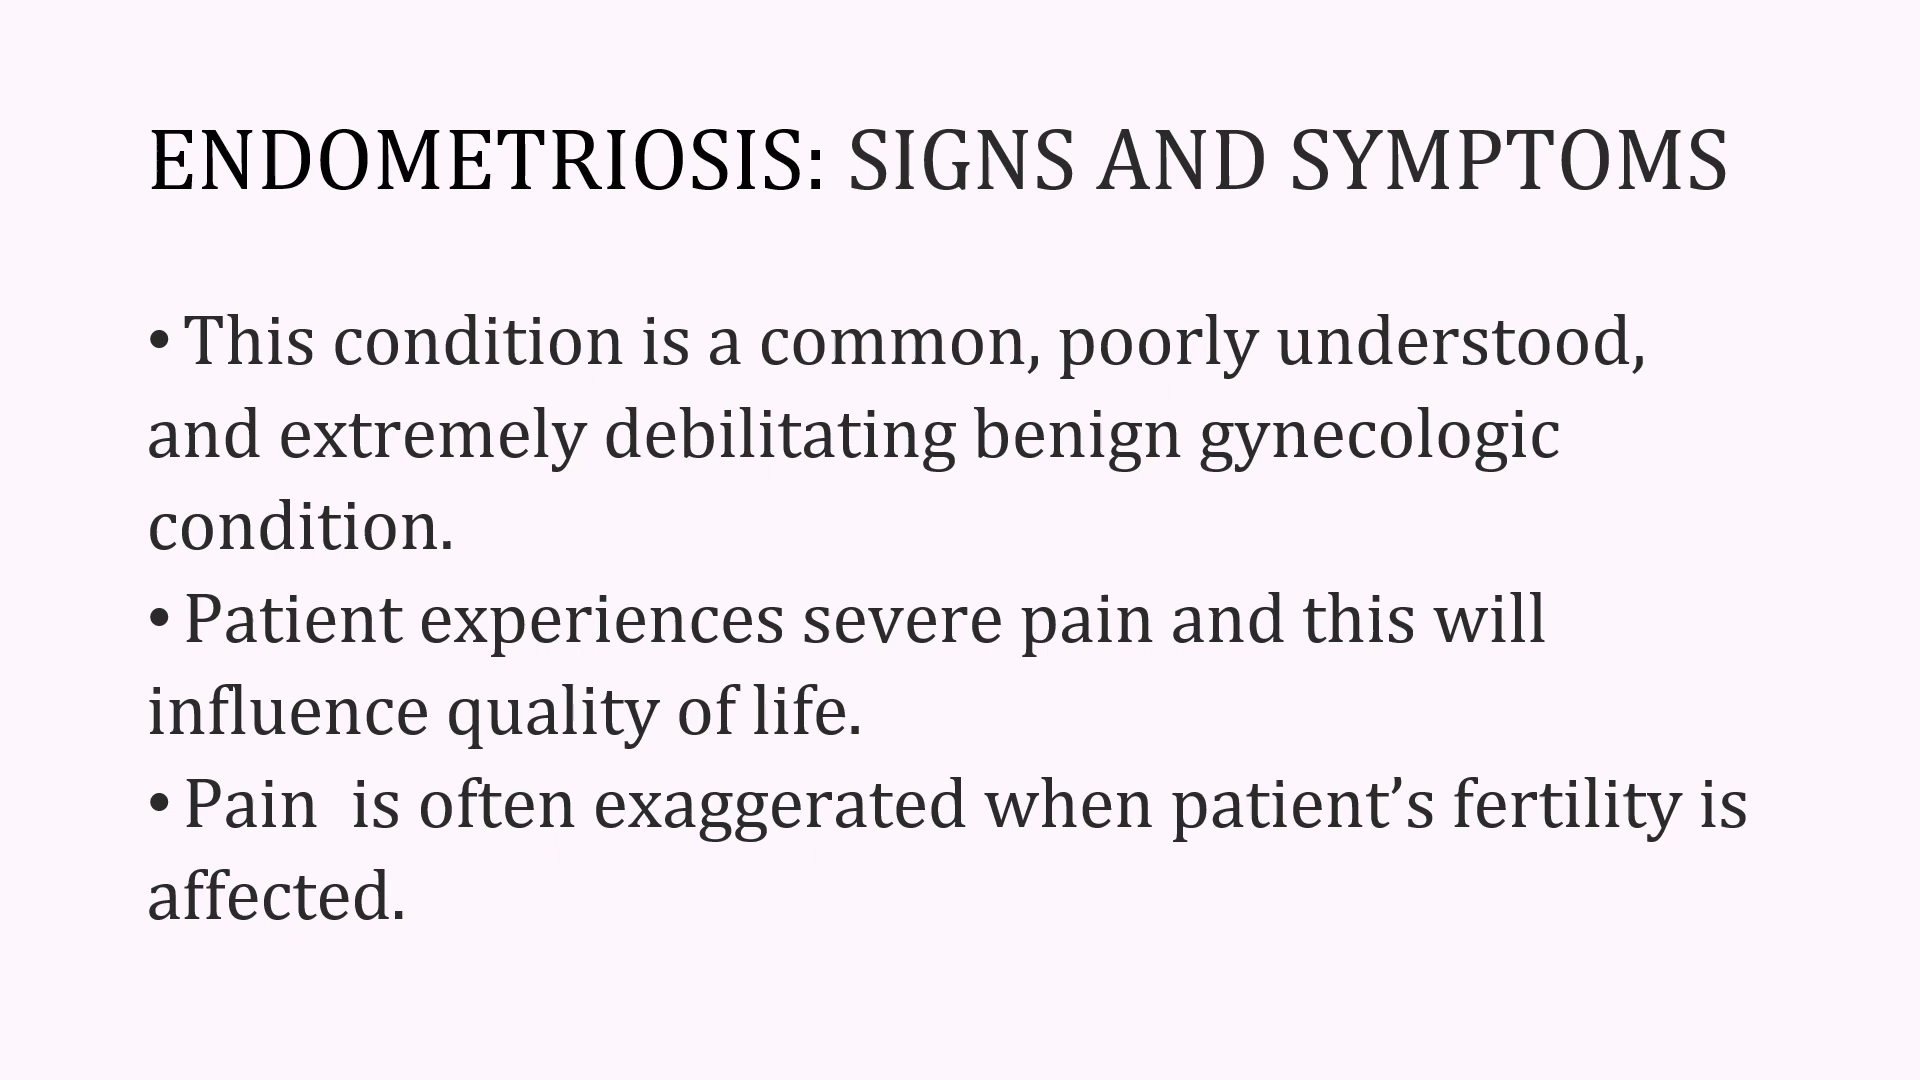 ENDOMETRIOSIS: SIGNS AND SYMPTOMS
• This condition is a common, poorly understood,
and extremely debilitating benign gynecologic
condition.
• Patient experiences severe pain and this will
influence quality of life.
• Pain  is often exaggerated when patient’s fertility is
affected.